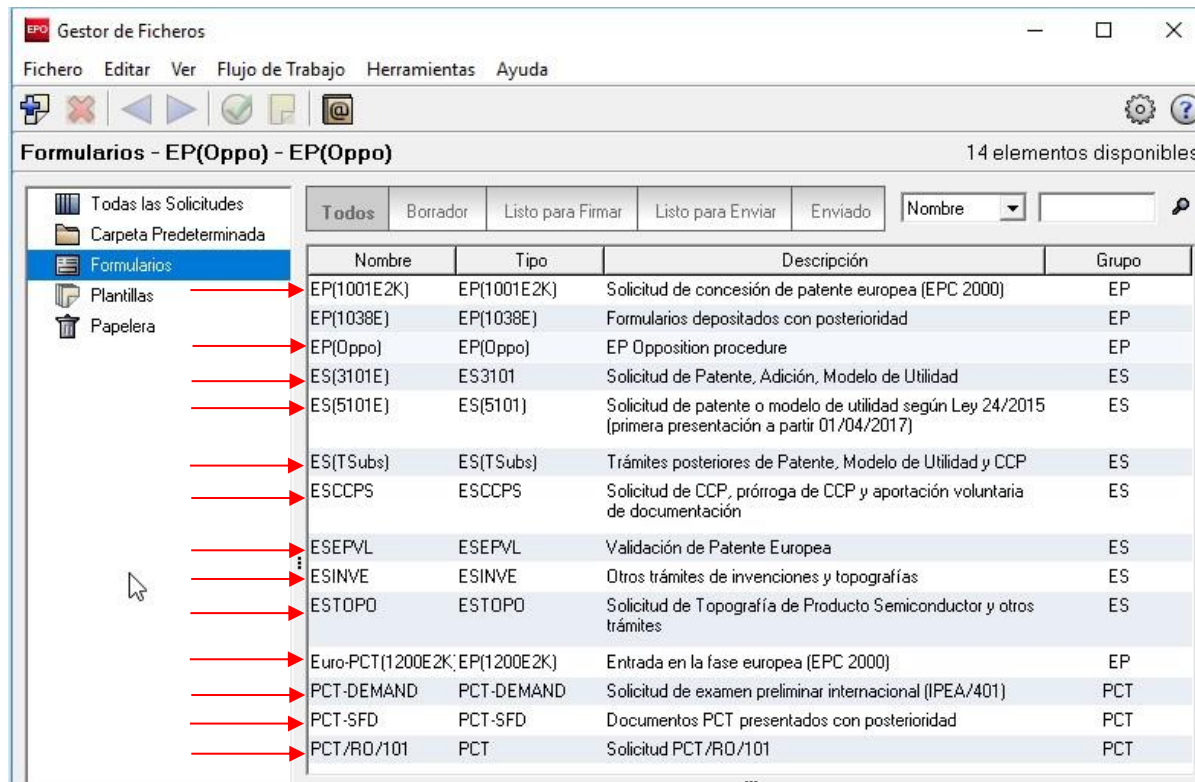 EPO Gestor de Ficheros
Fichero Editar Ver Flujo de Trabajo Herramientas Ayuda
Formularios - EP(Oppo) - EP(Oppo) 14 elementos disponibles
Todas las Solicitudes
Carpeta Predeterminada
Formularios
Plantillas
Papelera
Todos Borrador Listo para Firmar Listo para Enviar Enviado Nombre
Nombre Tipo Descripción Grupo
EP(1001E2K) EP(1001E2K) Solicitud de concesión de patente europea (EPC 2000) EP
EP(1038E) EP(1038E) Formularios depositados con posterioridad EP
EP(Oppo) EP(Oppo) EP Opposition procedure EP
ES(3101E) ES3101 Solicitud de Patente, Adición, Modelo de Utilidad ES
ES(5101E) ES(5101) Solicitud de patente o modelo de utilidad según Ley 24/2015 ES
(primera presentación a partir 01/04/2017)
ES(TSubs) ES(TSubs) Trámites posteriores de Patente, Modelo de Utilidad y CCP ES
ESCCPS ESCCPS Solicitud de CCP, prórroga de CCP y aportación voluntaria ES
de documentación
ESEPVL ESEPVL Validación de Patente Europea ES
ESINVE ESINVE Otros trámites de invenciones y topografías ES
ESTOPO ESTOPO Solicitud de Topografía de Producto Semiconductor y otros ES
trámites
Euro-PCT(1200E2K) EP(1200E2K) Entrada en la fase europea (EPC 2000) EP
PCT-DEMAND PCT-DEMAND Solicitud de examen preliminar internacional (IPEA/401) PCT
PCT-SFD PCT-SFD Documentos PCT presentados con posterioridad PCT
PCT/RO/101 PCT Solicitud PCT/RO/101 PCT